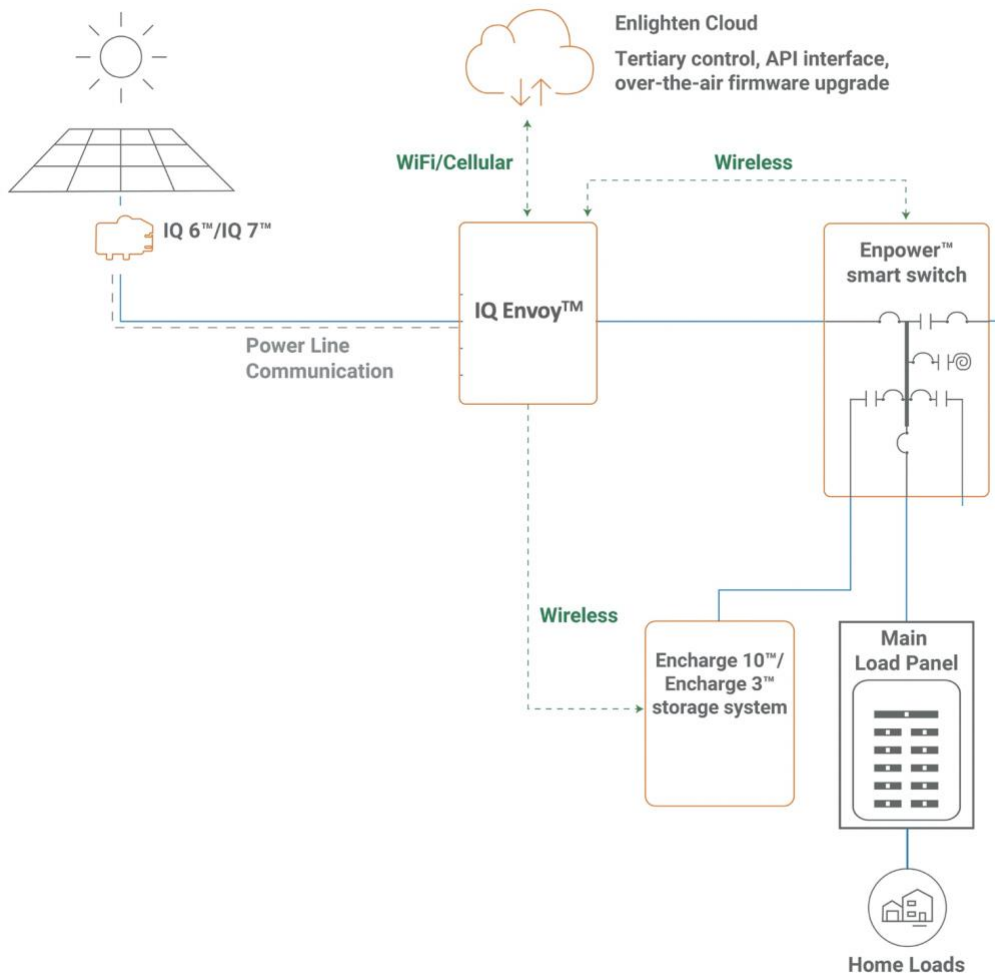 Enlighten Cloud
Tertiary control, API interface,
over-the-air firmware upgrade
WiFi/Cellular
Wireless
IQ 6™/IQ 7™
IQ Envoy™
Enpower™
smart switch
Power Line
Communication
Wireless
Encharge 10™/
Encharge 3™
storage system
Main
Load Panel
Home Loads